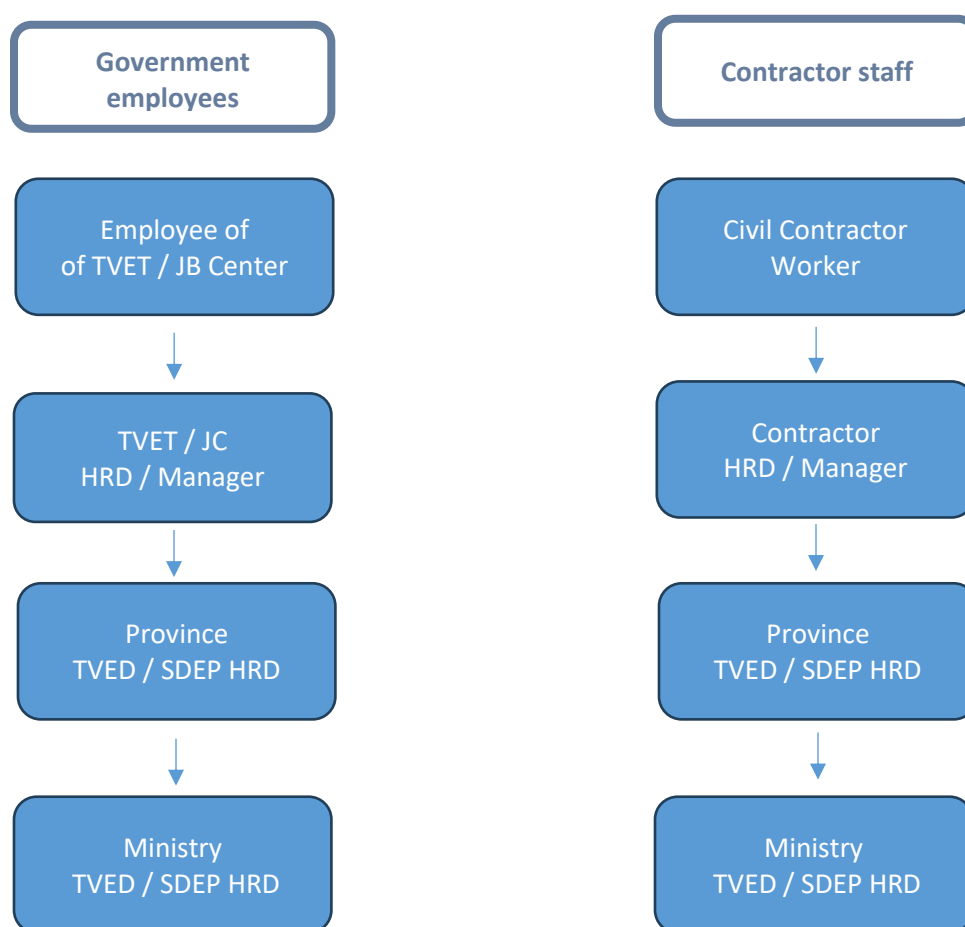 Government
employees
Contractor staff
Employee of
of TVET / JB Center
Civil Contractor
Worker
TVET / JC
HRD / Manager
Contractor
HRD / Manager
Province
TVED / SDEP HRD
Province
TVED / SDEP HRD
Ministry
TVED / SDEP HRD
Ministry
TVED / SDEP HRD